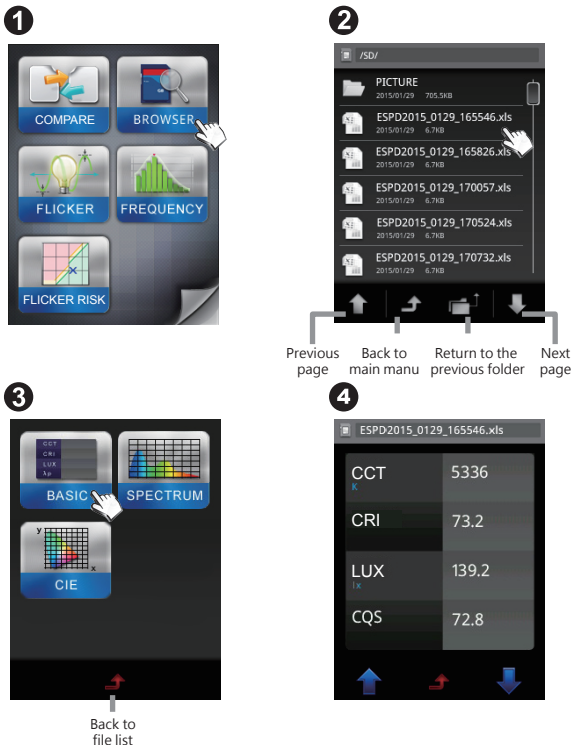 1
COMPARE
BROWSER
FLICKER
FREQUENCY
FLICKER RISK
2
/SD/
PICTURE
2015/01/29 705.5KB
ESPD2015_0129_165546.xls
2015/01/29 6.7KB
ESPD2015_0129_165826.xls
2015/01/29 6.7KB
ESPD2015_0129_170057.xls
2015/01/29 6.7KB
ESPD2015_0129_170524.xls
2015/01/29 6.7KB
ESPD2015_0129_170732.xls
2015/01/29 6.7KB
Previous page
Back to main manu
Return to the previous folder
Next page
3
CCT
CRI
LUX
λp
BASIC
SPECTRUM
y
x
CIE
Back to
file list
4
ESPD2015_0129_165546.xls
CCT 5336
K
CRI 73.2
LUX 139.2
lx
CQS 72.8